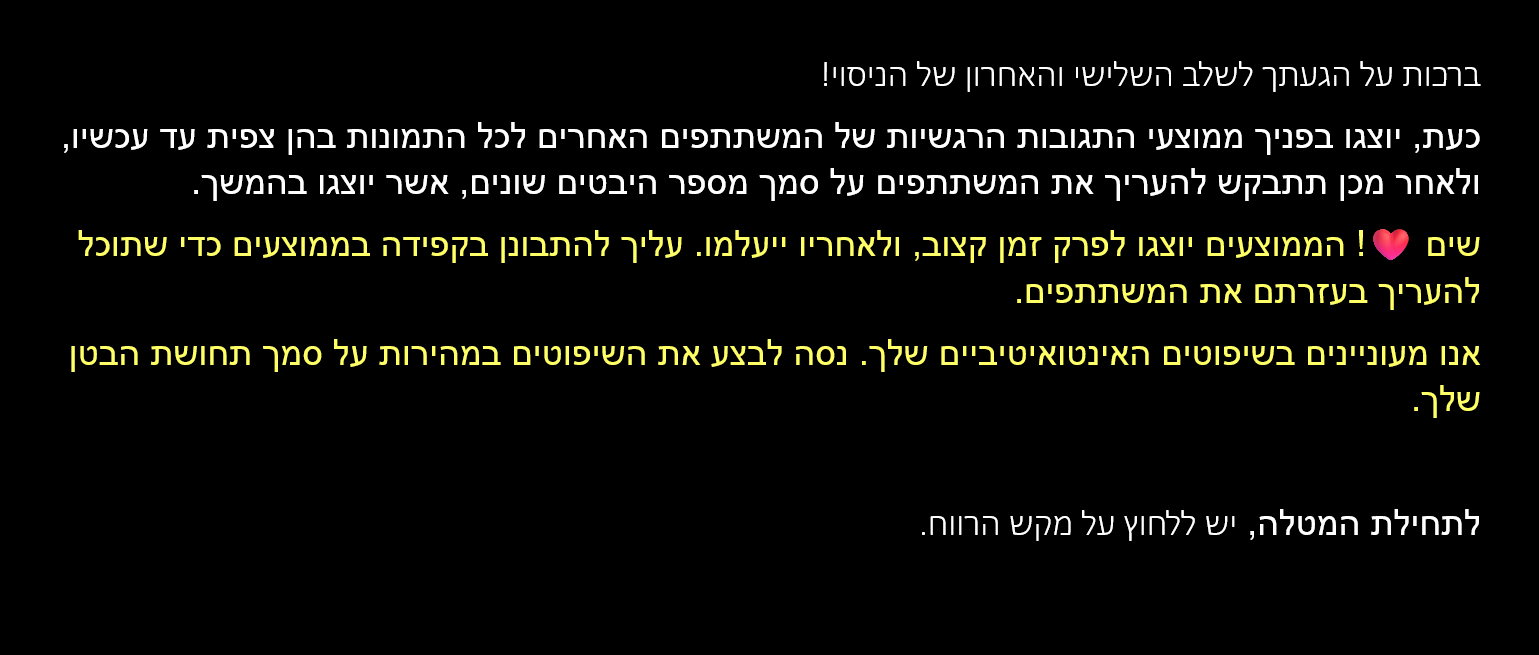 ברכות על הגעתך לשלב השלישי והאחרון של הניסוי!
כעת, יוצגו בפניך ממוצעי התגובות הרגשיות של המשתתפים האחרים לכל התמונות בהן צפית עד עכשיו,
ולאחר מכן תתבקש להעריך את המשתתפים על סמך מספר היבטים שונים, אשר יוצגו בהמשך.
שים ❤️! הממוצעים יוצגו לפרק זמן קצוב, ולאחריו ייעלמו. עליך להתבונן בקפידה בממוצעים כדי שתוכל
להעריך בעזרתם את המשתתפים.
אנו מעוניינים בשיפוטים האינטואיטיביים שלך. נסה לבצע את השיפוטים במהירות על סמך תחושת הבטן
שלך.
לתחילת המטלה, יש ללחוץ על מקש הרווח.